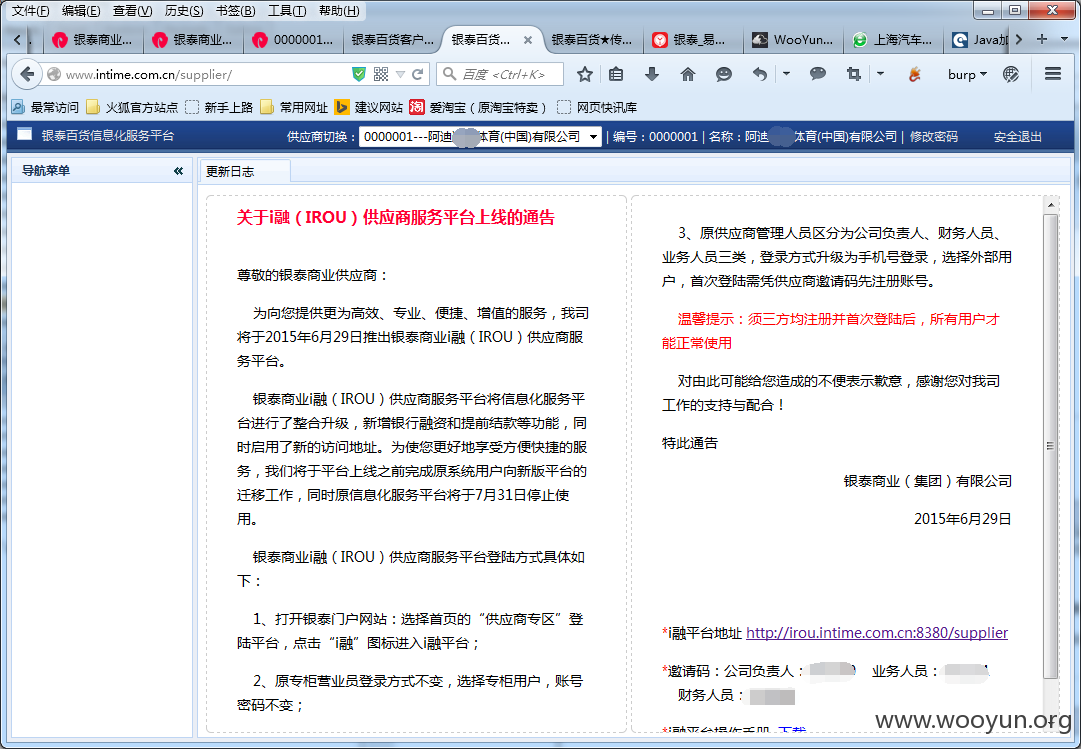 文件(F) 编辑(E) 查看(V) 历史(S) 书签(B) 工具(T) 帮助(H)
银泰商业... 银泰商业... 0000001... 银泰百货客户... 银泰百货... 银泰百货★传... 银泰_易... WooYun... 上海汽车... Java加
www.intime.com.cn/supplier/ 百度 <Ctrl+K> burp
最常访问 火狐官方站点 新手上路 常用网址 建议网站 爱淘宝（原淘宝特卖） 网页快讯库
银泰百货信息化服务平台 供应商切换： 0000001---阿迪 体育(中国)有限公司 | 编号：0000001 | 名称：阿迪 体育(中国)有限公司 | 修改密码 安全退出
导航菜单 «
更新日志
关于i融（IROU）供应商服务平台上线的通告
尊敬的银泰商业供应商：
为向您提供更为高效、专业、便捷、增值的服务，我司
将于2015年6月29日推出银泰商业i融（IROU）供应商服
务平台。
银泰商业i融（IROU）供应商服务平台将信息化服务平
台进行了整合升级，新增银行融资和提前结款等功能，同
时启用了新的访问地址。为使您更好地享受方便快捷的服
务，我们将于平台上线之前完成原系统用户向新版平台的
迁移工作，同时原信息化服务平台将于7月31日停止使
用。
银泰商业i融（IROU）供应商服务平台登陆方式具体如
下：
1、打开银泰门户网站：选择首页的“供应商专区”登
陆平台，点击“i融”图标进入i融平台；
2、原专柜营业员登录方式不变，选择专柜用户，账号
密码不变；
3、原供应商管理人员区分为公司负责人、财务人员、
业务人员三类，登录方式升级为手机号登录，选择外部用
户，首次登陆需凭供应商邀请码先注册账号。
温馨提示：须三方均注册并首次登陆后，所有用户才
能正常使用
对由此可能给您造成的不便表示歉意，感谢您对我司
工作的支持与配合！
特此通告
银泰商业（集团）有限公司
2015年6月29日
*i融平台地址 http://irou.intime.com.cn:8380/supplier
*邀请码：公司负责人： 业务人员：
财务人员：
*i融平台操作手册 下载
www.wooyun.org